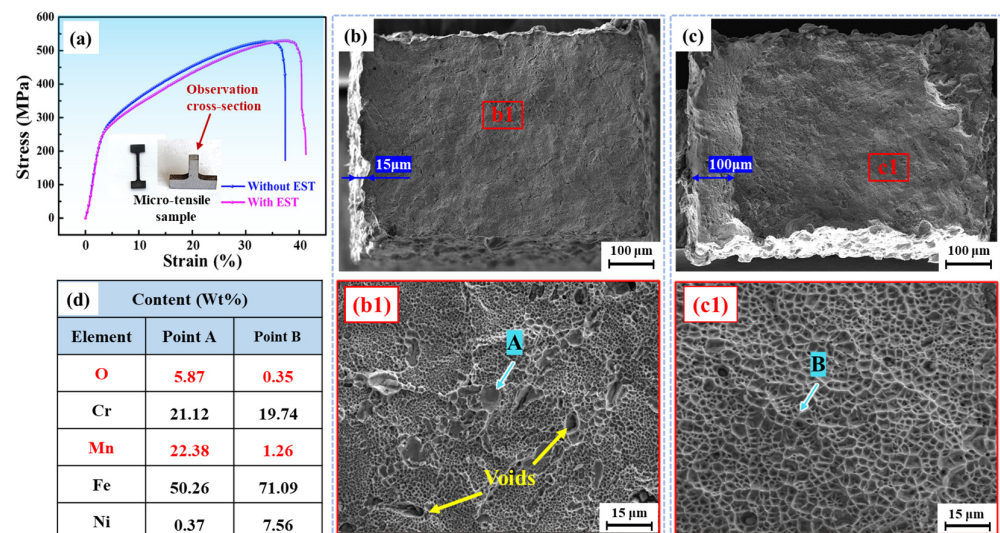 (a)
600
500
400
300
200
100
0
Stress (MPa)
0 10 20 30 40 50
Strain (%)
Observation
cross-section
Micro-tensile
sample
Without EST
With EST
(b)
b1
15μm
100 μm
(c)
c1
100μm
100 μm
(d)
Content (Wt%)
Element Point A Point B
O 5.87 0.35
Cr 21.12 19.74
Mn 22.38 1.26
Fe 50.26 71.09
Ni 0.37 7.56
(b1)
A
Voids
15 μm
(c1)
B
15 μm